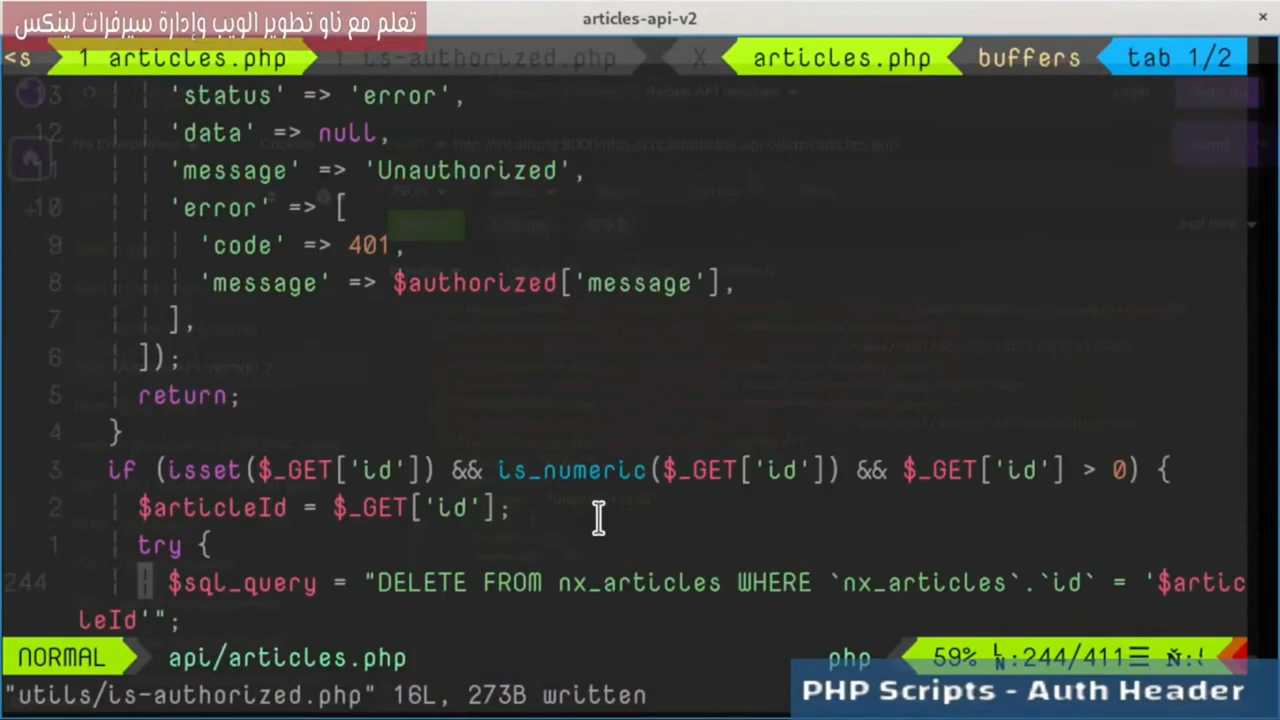 articles-api-v2
تعلم مع ناو تطوير الويب وإدارة سيرفرات لينكس
<s 1 articles.php 1 is-authorized.php X articles.php buffers tab 1/2
3 'status' => 'error',
12 'data' => null,
11 'message' => 'Unauthorized',
10 'error' => [
9 'code' => 401,
8 'message' => $authorized['message'],
7 ],
6 ]);
5 return;
4 }
3 if (isset($_GET['id']) && is_numeric($_GET['id']) && $_GET['id'] > 0) {
2 $articleId = $_GET['id'];
1 try {
244 $sql_query = "DELETE FROM nx_articles WHERE `nx_articles`.`id` = '$artic
leId'";
NORMAL api/articles.php php 59% :244/411
"utils/is-authorized.php" 16L, 273B written
PHP Scripts - Auth Header